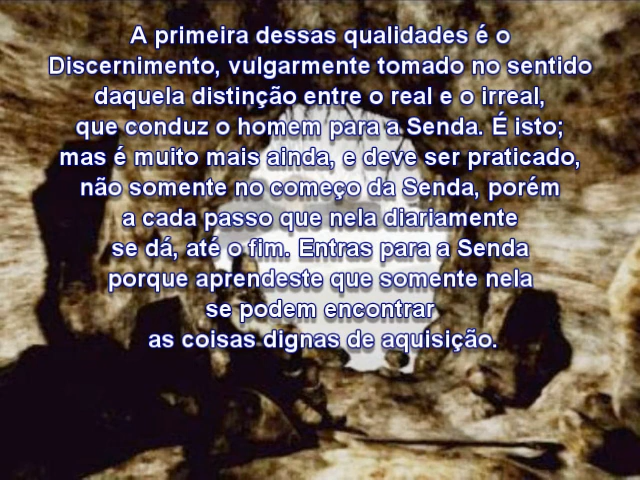 A primeira dessas qualidades é o
Discernimento, vulgarmente tomado no sentido
daquela distinção entre o real e o irreal,
que conduz o homem para a Senda. É isto;
mas é muito mais ainda, e deve ser praticado,
não somente no começo da Senda, porém
a cada passo que nela diariamente
se dá, até o fim. Entras para a Senda
porque aprendeste que somente nela
se podem encontrar
as coisas dignas de aquisição.